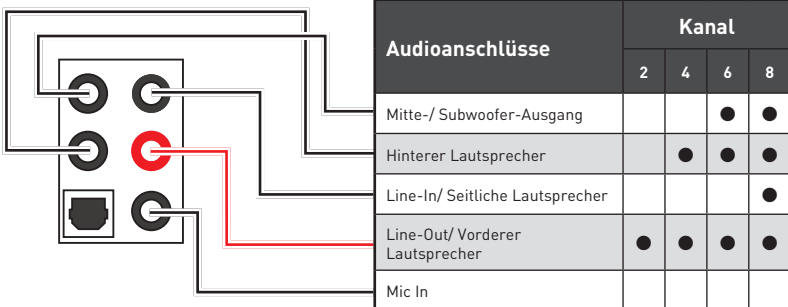 Audioanschlüsse
Kanal
2 4 6 8
Mitte-/ Subwoofer-Ausgang ● ●
Hinterer Lautsprecher ● ● ●
Line-In/ Seitliche Lautsprecher ●
Line-Out/ Vorderer
Lautsprecher ● ● ● ●
Mic In